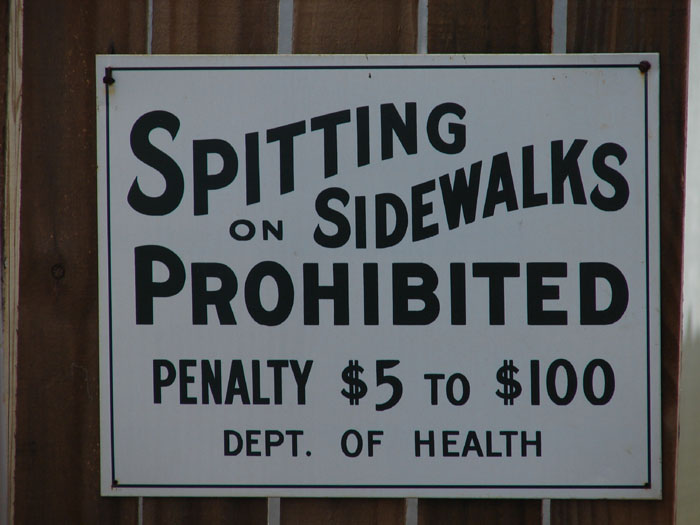 SPITTING
ON SIDEWALKS
PROHIBITED
PENALTY $5 TO $100
DEPT. OF HEALTH